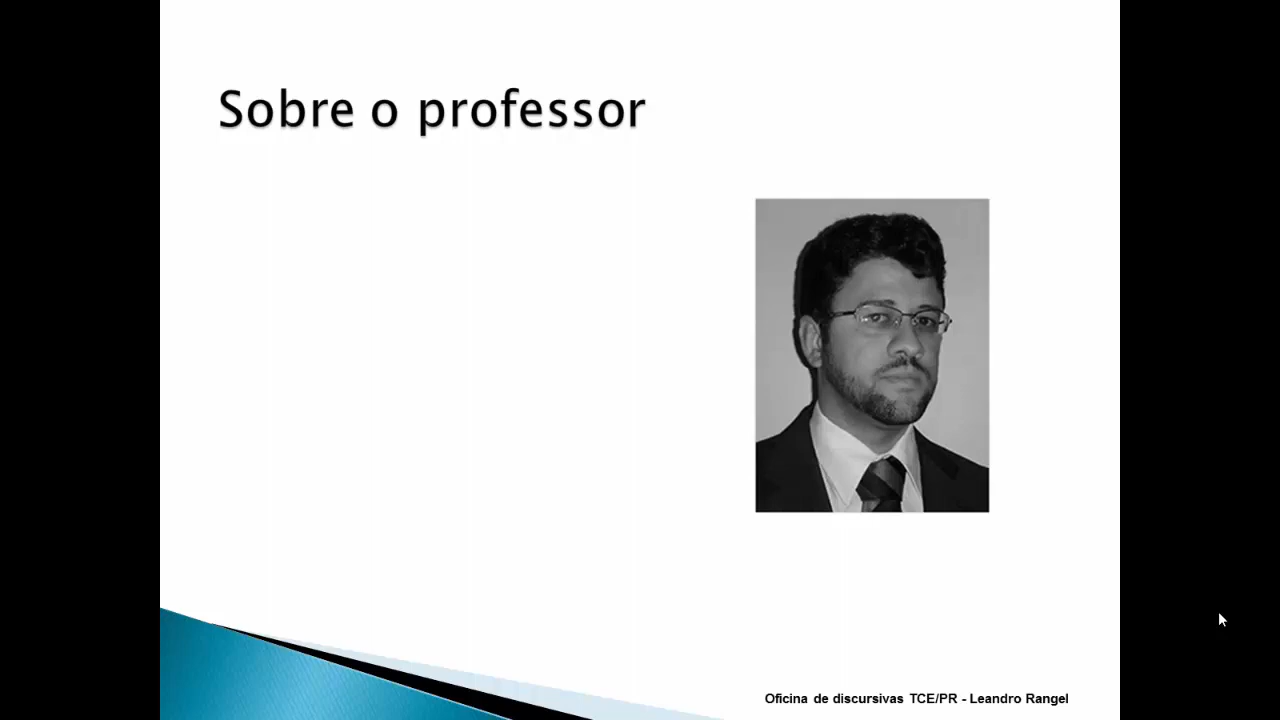 Sobre o professor
Oficina de discursivas TCE/PR - Leandro Rangel